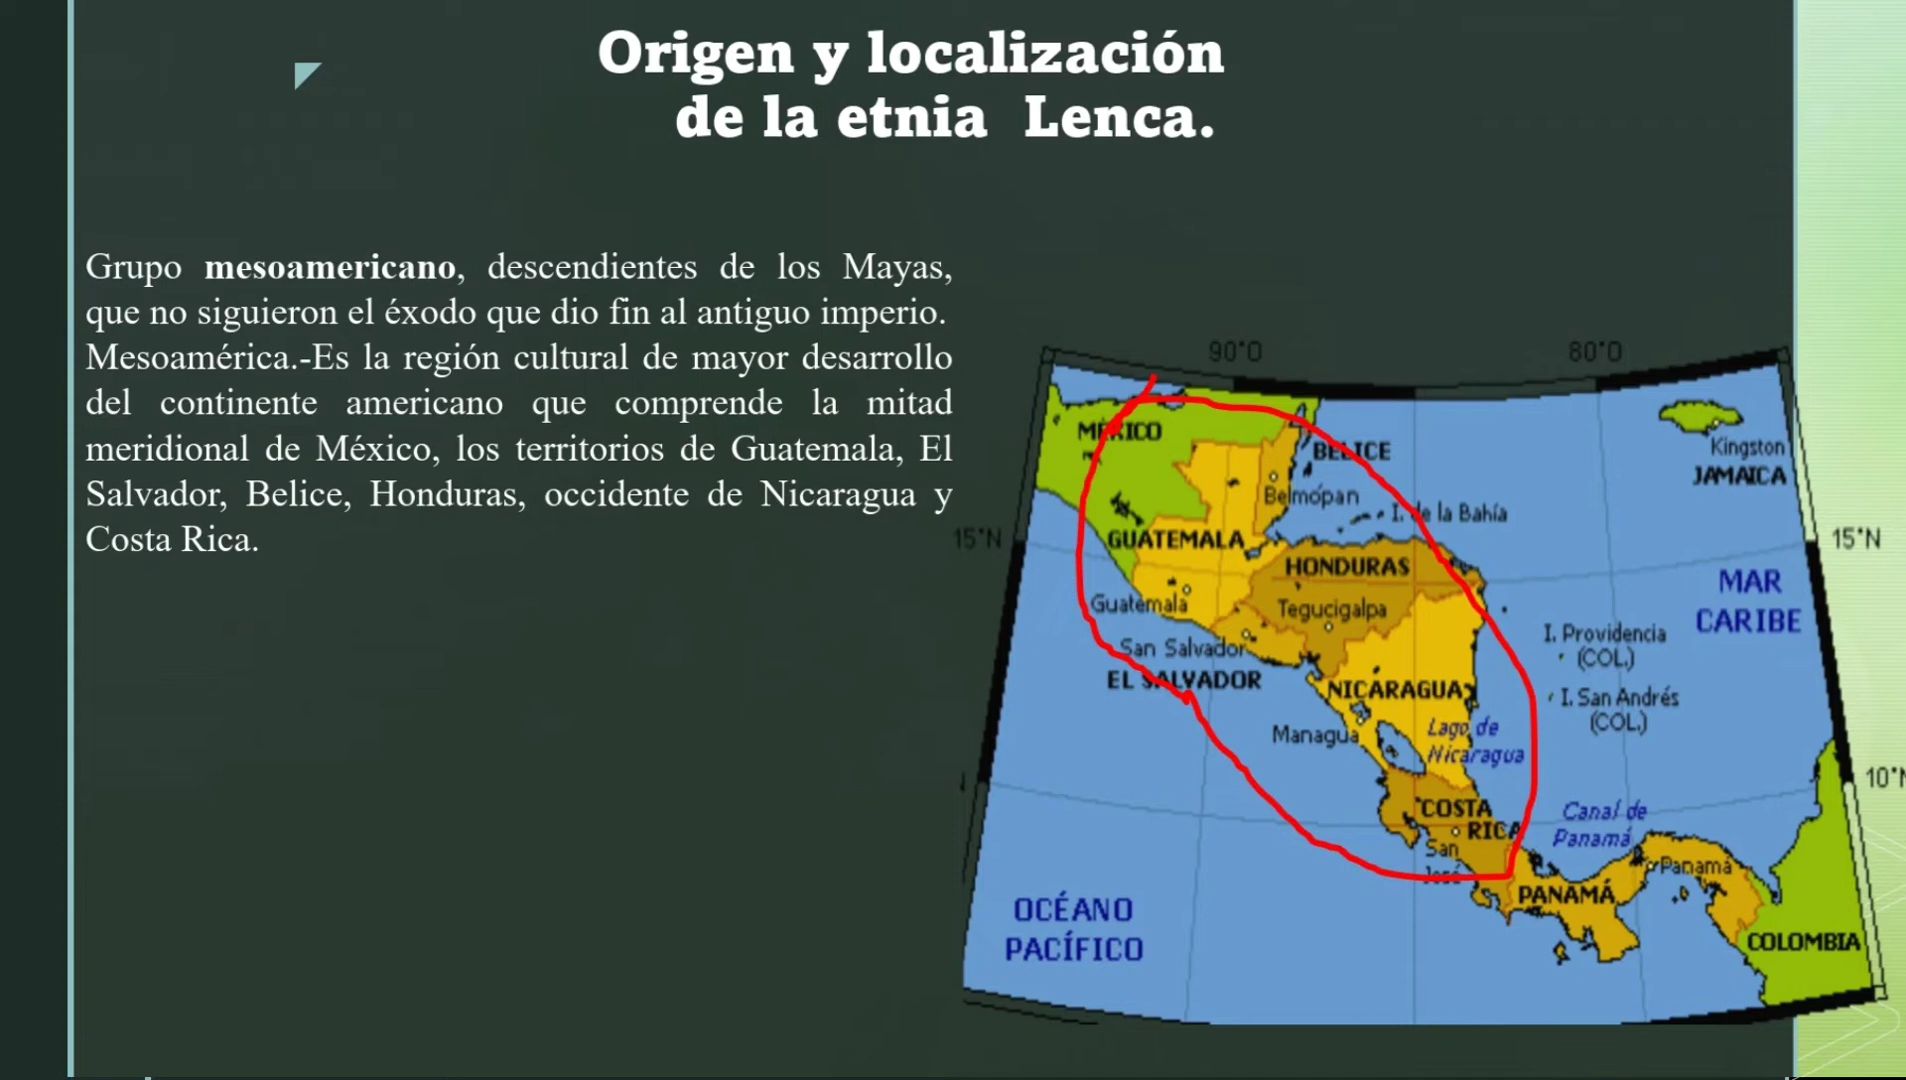 Origen y localización
de la etnia Lenca.
Grupo mesoamericano, descendientes de los Mayas,
que no siguieron el éxodo que dio fin al antiguo imperio.
Mesoamérica.-Es la región cultural de mayor desarrollo
del continente americano que comprende la mitad
meridional de México, los territorios de Guatemala, El
Salvador, Belice, Honduras, occidente de Nicaragua y
Costa Rica.
90°O
80°O
MÉXICO
BELICE
Kingston
JAMAICA
Belmopan
I. de la Bahía
15°N
GUATEMALA
15°N
HONDURAS
MAR
CARIBE
Guatemala
Tegucigalpa
I. Providencia
(COL.)
San Salvador
EL SALVADOR
NICARAGUA
I. San Andrés
(COL.)
Managua
Lago de
Nicaragua
10°N
COSTA
RICA
Canal de
Panamá
San
José
Panamá
PANAMÁ
OCÉANO
PACÍFICO
COLOMBIA